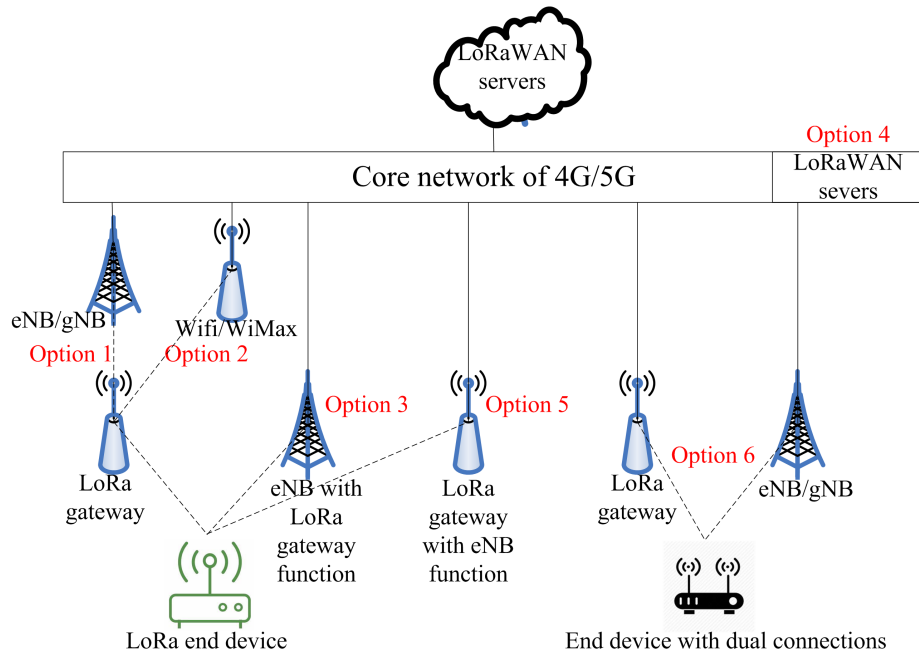 LoRaWAN
servers
Option 4
Core network of 4G/5G
LoRaWAN
severs
eNB/gNB
Wifi/WiMax
Option 1
Option 2
Option 3
Option 5
Option 6
LoRa
gateway
eNB with
LoRa
gateway
function
LoRa
gateway
with eNB
function
LoRa
gateway
eNB/gNB
LoRa end device
End device with dual connections